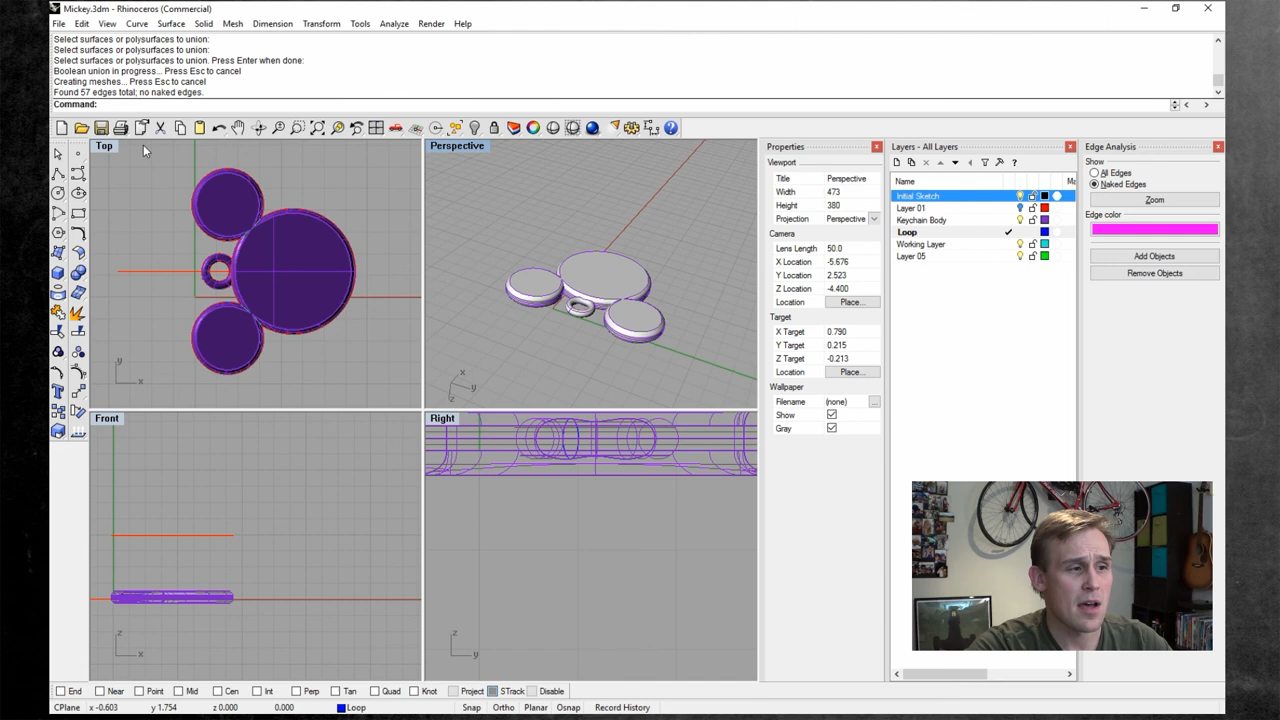 Mickey.3dm - Rhinoceros (Commercial)
File Edit View Curve Surface Solid Mesh Dimension Transform Tools Analyze Render Help
Select surfaces or polysurfaces to union:
Select surfaces or polysurfaces to union:
Select surfaces or polysurfaces to union. Press Enter when done:
Boolean union in progress... Press Esc to cancel
Creating meshes... Press Esc to cancel
Found 57 edges total; no naked edges.
Command:
Top
y
x
Perspective
x
y
z
Front
z
x
Right
z
y
Properties
Viewport
Title Perspective
Width 473
Height 380
Projection Perspective
Camera
Lens Length 50.0
X Location -5.676
Y Location 2.523
Z Location -4.400
Location Place...
Target
X Target 0.790
Y Target 0.215
Z Target -0.213
Location Place...
Wallpaper
Filename (none) ...
Show
Gray
Layers - All Layers
Name Ma
Initial Sketch
Layer 01
Keychain Body
Loop
Working Layer
Layer 05
Edge Analysis
Show
All Edges
Naked Edges
Zoom
Edge color
Add Objects
Remove Objects
End Near Point Mid Cen Int Perp Tan Quad Knot Project STrack Disable
CPlane x -0.603 y 1.754 z 0.000 0.000 Loop Snap Ortho Planar Osnap Record History